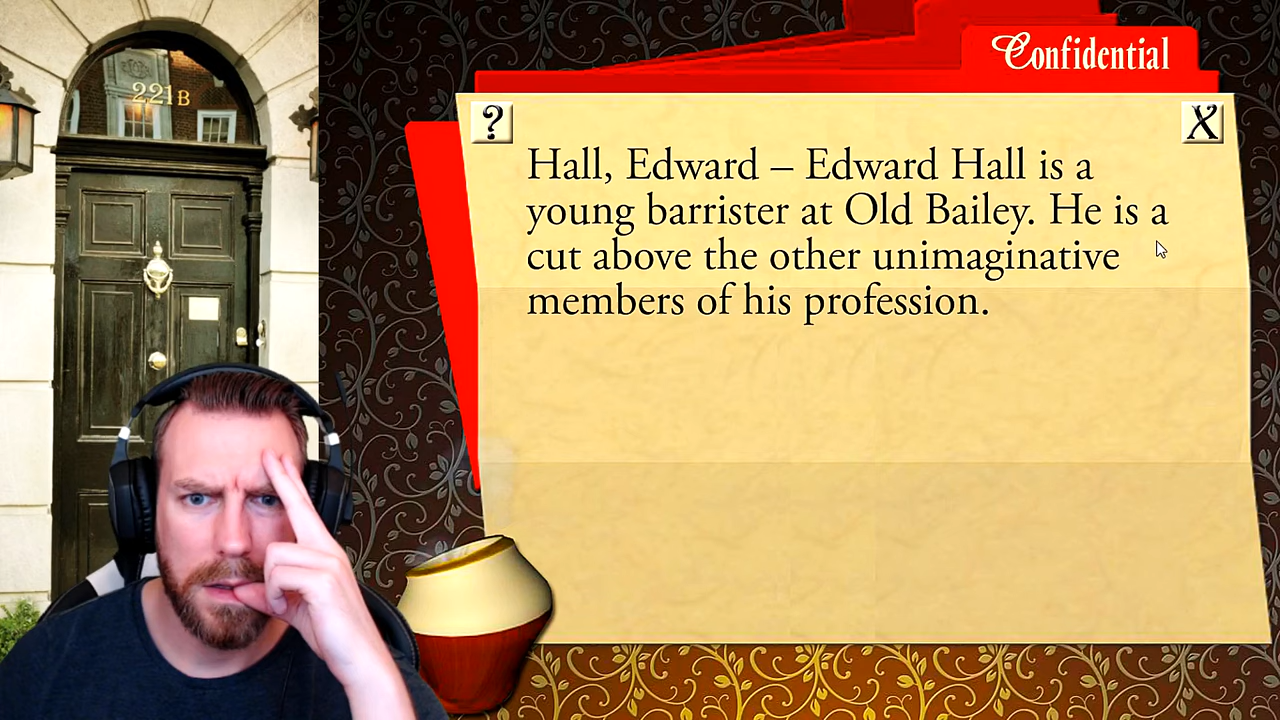 221B
Confidential
?
X
Hall, Edward – Edward Hall is a
young barrister at Old Bailey. He is a
cut above the other unimaginative
members of his profession.